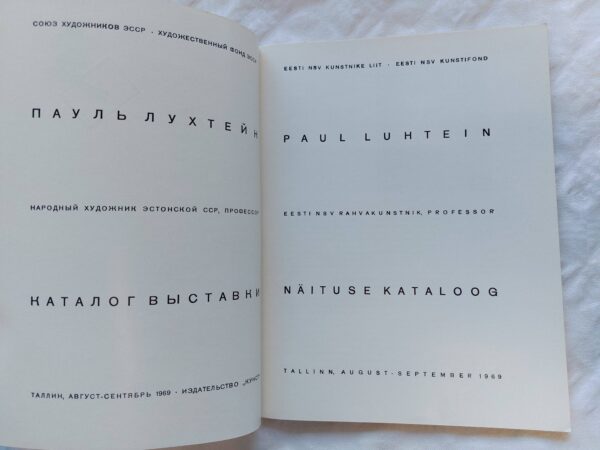 СОЮЗ ХУДОЖНИКОВ ЭССР · ХУДОЖЕСТВЕННЫЙ ФОНД ЭССР
ПАУЛЬ ЛУХТЕЙН
НАРОДНЫЙ ХУДОЖНИК ЭСТОНСКОЙ ССР, ПРОФЕССОР
КАТАЛОГ ВЫСТАВКИ
ТАЛЛИН, АВГУСТ-СЕНТЯБРЬ 1969 · ИЗДАТЕЛЬСТВО
EESTI NSV KUNSTNIKE LIIT · EESTI NSV KUNSTIFOND
PAUL LUHTEIN
EESTI NSV RAHVAKUNSTNIK, PROFESSOR
NÄITUSE KATALOOG
TALLINN, AUGUST-SEPTEMBER 1969